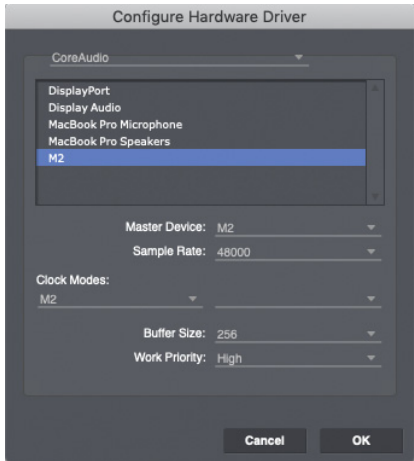 Configure Hardware Driver
CoreAudio
DisplayPort
Display Audio
MacBook Pro Microphone
MacBook Pro Speakers
M2
Master Device: M2
Sample Rate: 48000
Clock Modes:
M2
Buffer Size: 256
Work Priority: High
Cancel OK